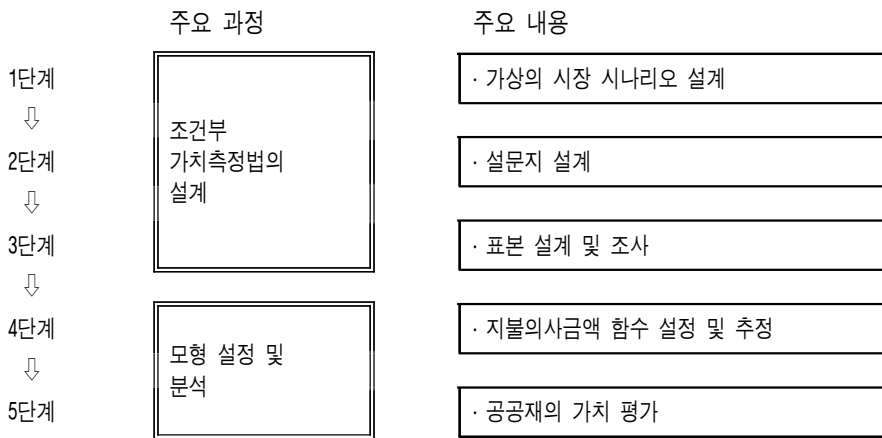 주요 과정 주요 내용
1단계 · 가상의 시장 시나리오 설계
⇩
조건부
2단계 가치측정법의 · 설문지 설계
설계
⇩
3단계 · 표본 설계 및 조사
⇩
4단계 · 지불의사금액 함수 설정 및 추정
모형 설정 및
⇩
분석
5단계 · 공공재의 가치 평가